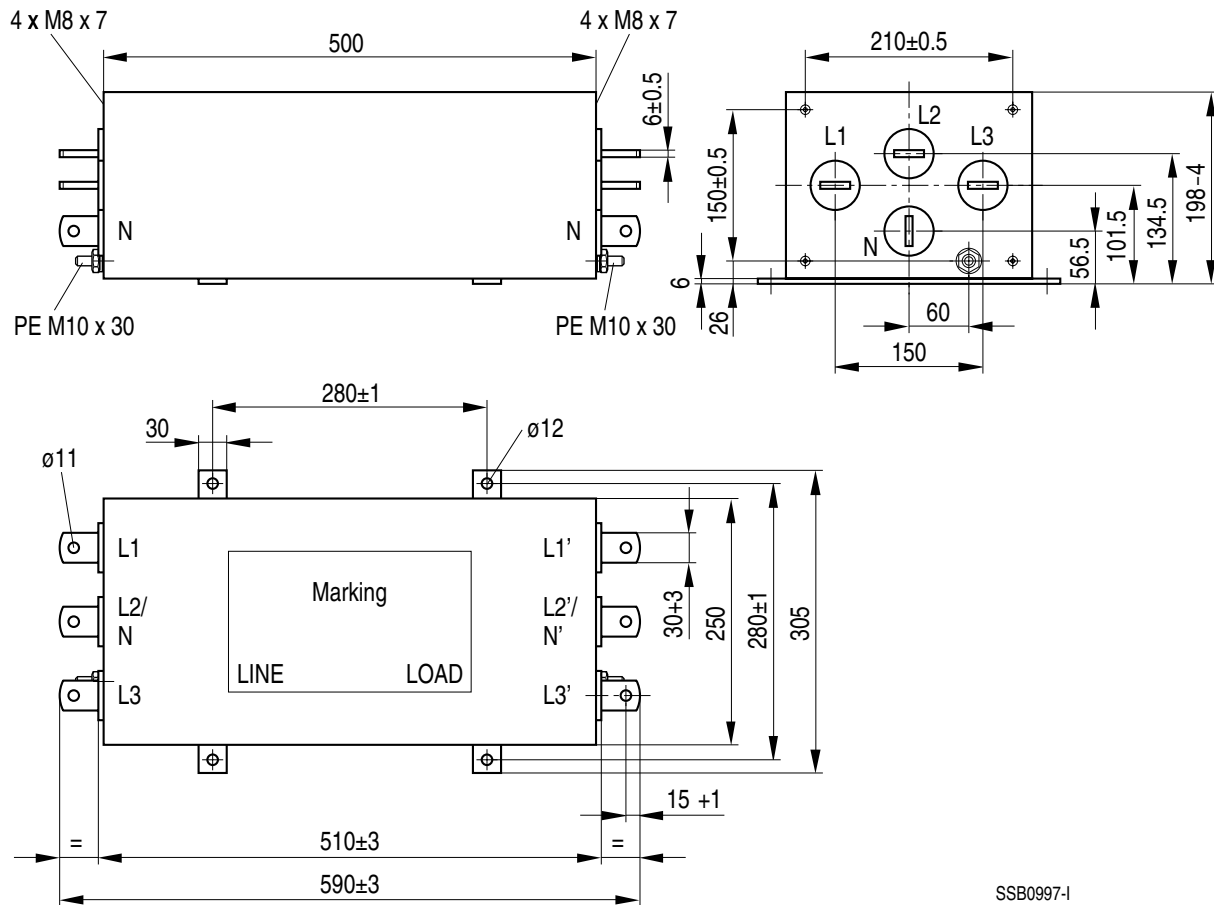 4 x M8 x 7
500
4 x M8 x 7
6±0.5
N
N
PE M10 x 30
PE M10 x 30
210±0.5
L1
L2
L3
N
150±0.5
6
26
60
150
56.5
101.5
134.5
198–4
280±1
30
ø12
ø11
L1
L2/
N
L3
Marking
LINE
LOAD
L1'
L2'/
N'
L3'
30+3
250
280±1
305
15 +1
=
510±3
=
590±3
SSB0997-I